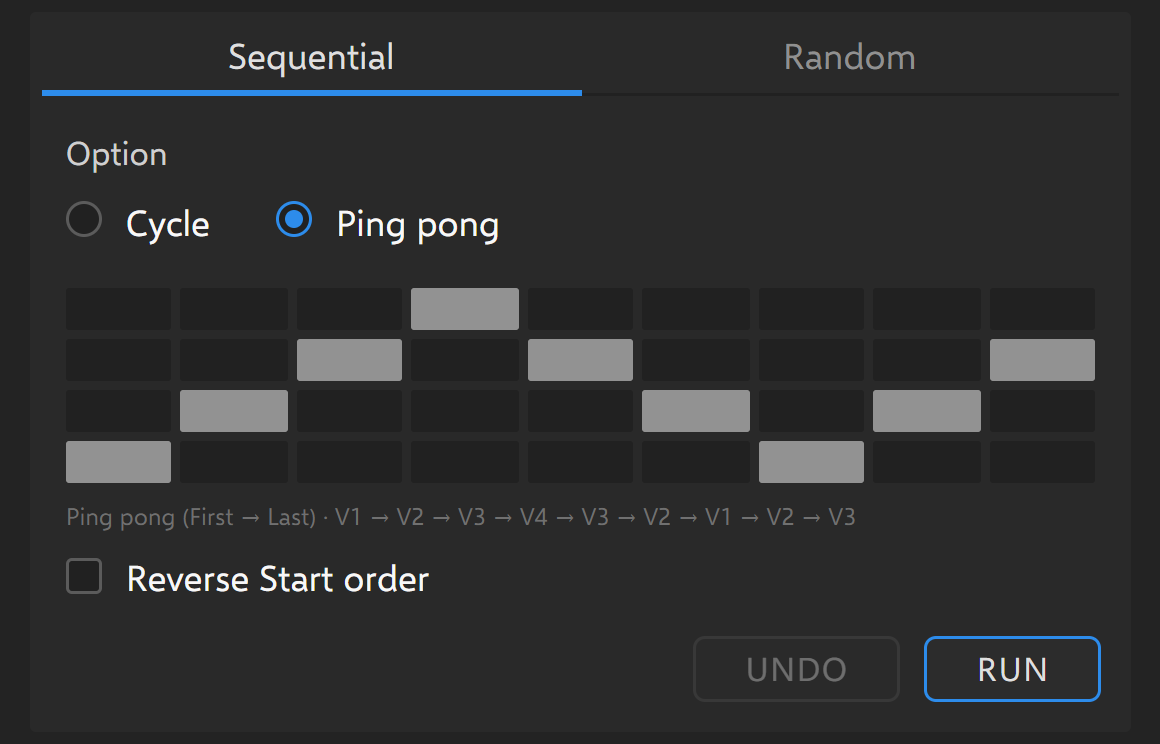 Sequential Random
Option
Cycle Ping pong
Ping pong (First → Last) · V1 → V2 → V3 → V4 → V3 → V2 → V1 → V2 → V3
Reverse Start order
UNDO RUN